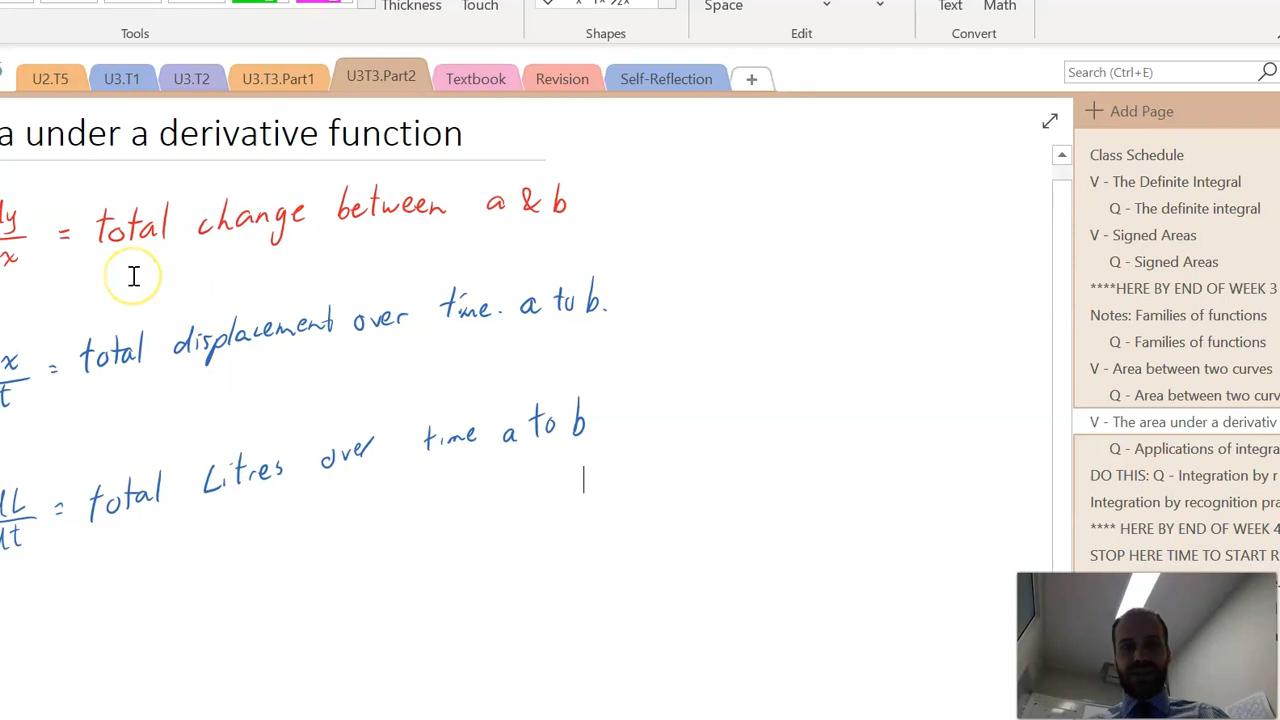 Thickness Touch
Space
Text Math
Tools
Shapes
Edit
Convert
U2.T5 U3.T1 U3.T2 U3.T3.Part1 U3T3.Part2 Textbook Revision Self-Reflection +
Search (Ctrl+E)
a under a derivative function
= total change between a & b
x
x
= total displacement over time. a to b.
t
= total Litres over time a to b
dt
Add Page
Class Schedule
V - The Definite Integral
Q - The definite integral
V - Signed Areas
Q - Signed Areas
****HERE BY END OF WEEK 3
Notes: Families of functions
Q - Families of functions
V - Area between two curves
Q - Area between two curv
V - The area under a derivativ
Q - Applications of integra
DO THIS: Q - Integration by r
Integration by recognition pra
**** HERE BY END OF WEEK 4
STOP HERE TIME TO START R